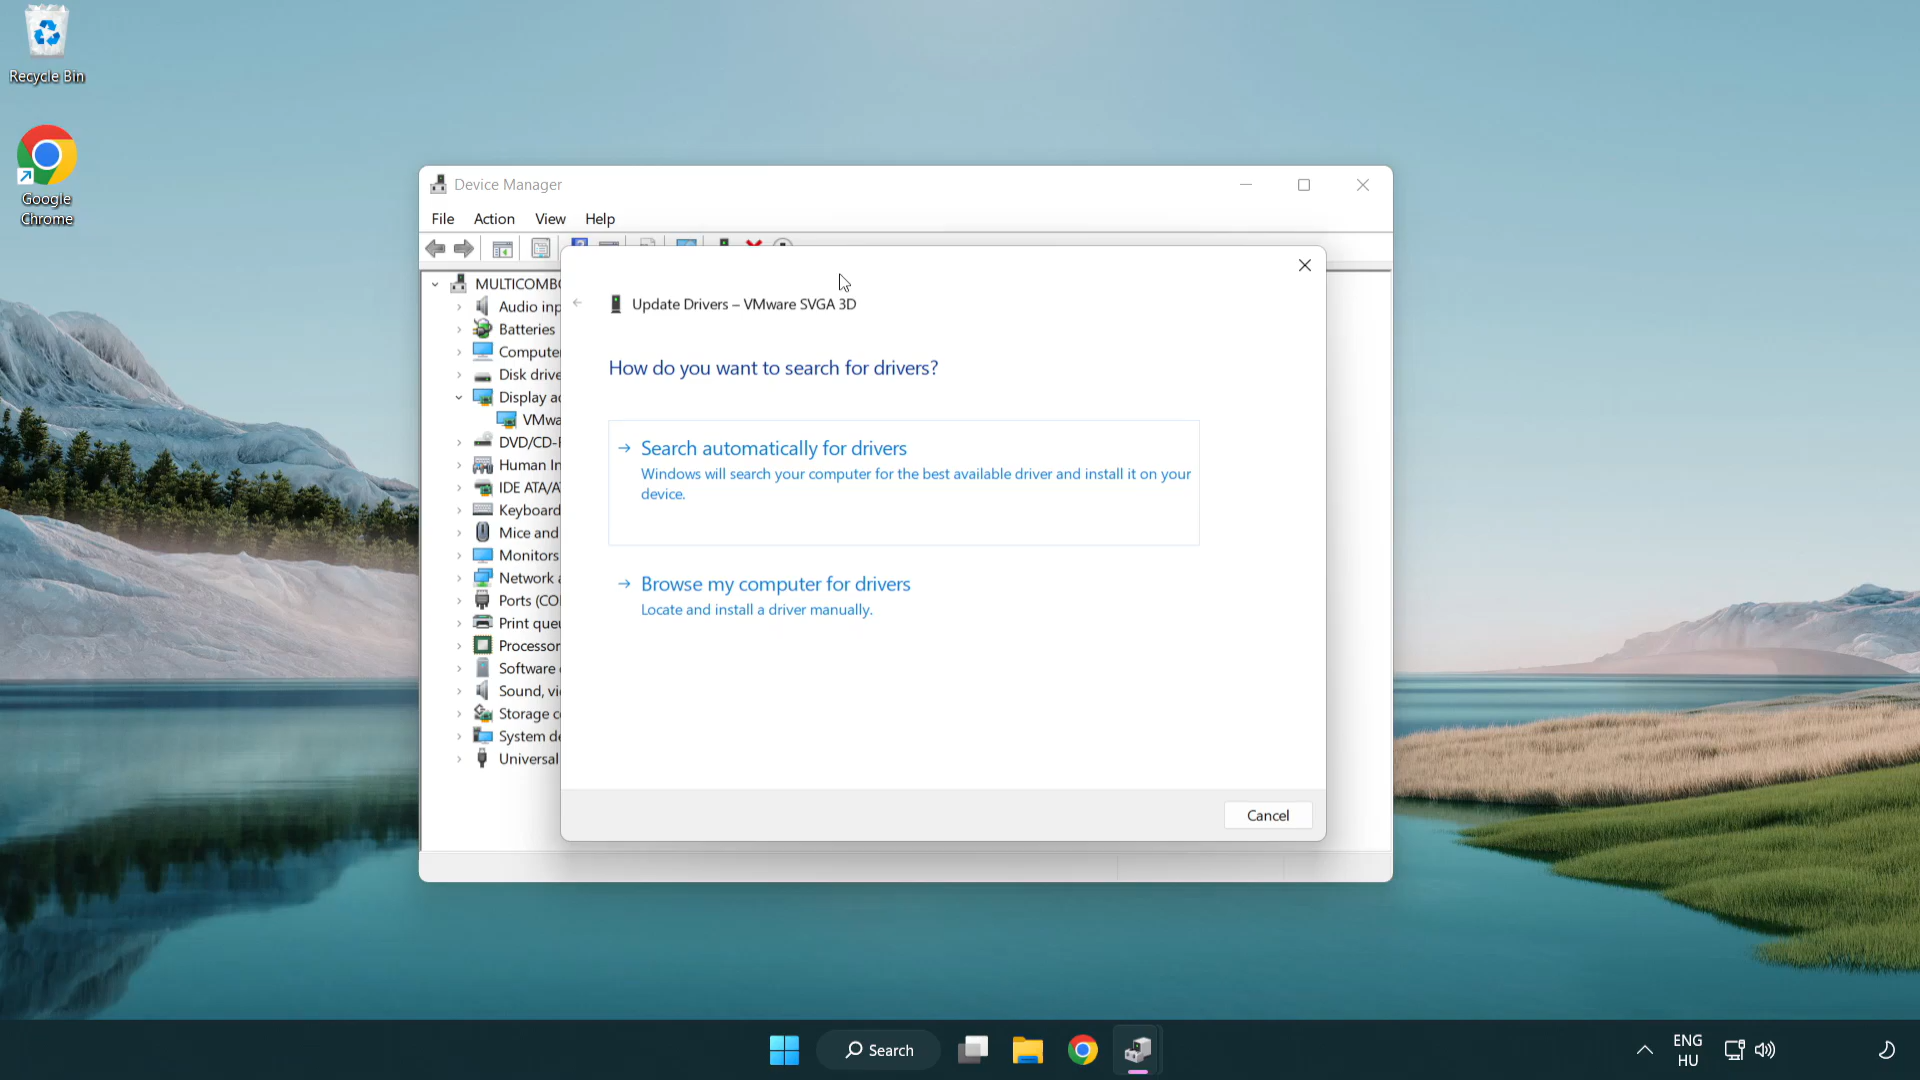 Recycle Bin
Google
Chrome
Device Manager
File Action View Help
MULTICOMBO
Audio inp
Batteries
Compute
Disk drive
Display a
VMwa
DVD/CD-
Human In
IDE ATA/A
Keyboard
Mice and
Monitors
Network a
Ports (CO
Print que
Processor
Software
Sound, vi
Storage c
System de
Universal
Update Drivers – VMware SVGA 3D
How do you want to search for drivers?
Search automatically for drivers
Windows will search your computer for the best available driver and install it on your
device.
Browse my computer for drivers
Locate and install a driver manually.
Cancel
Search
ENG
HU